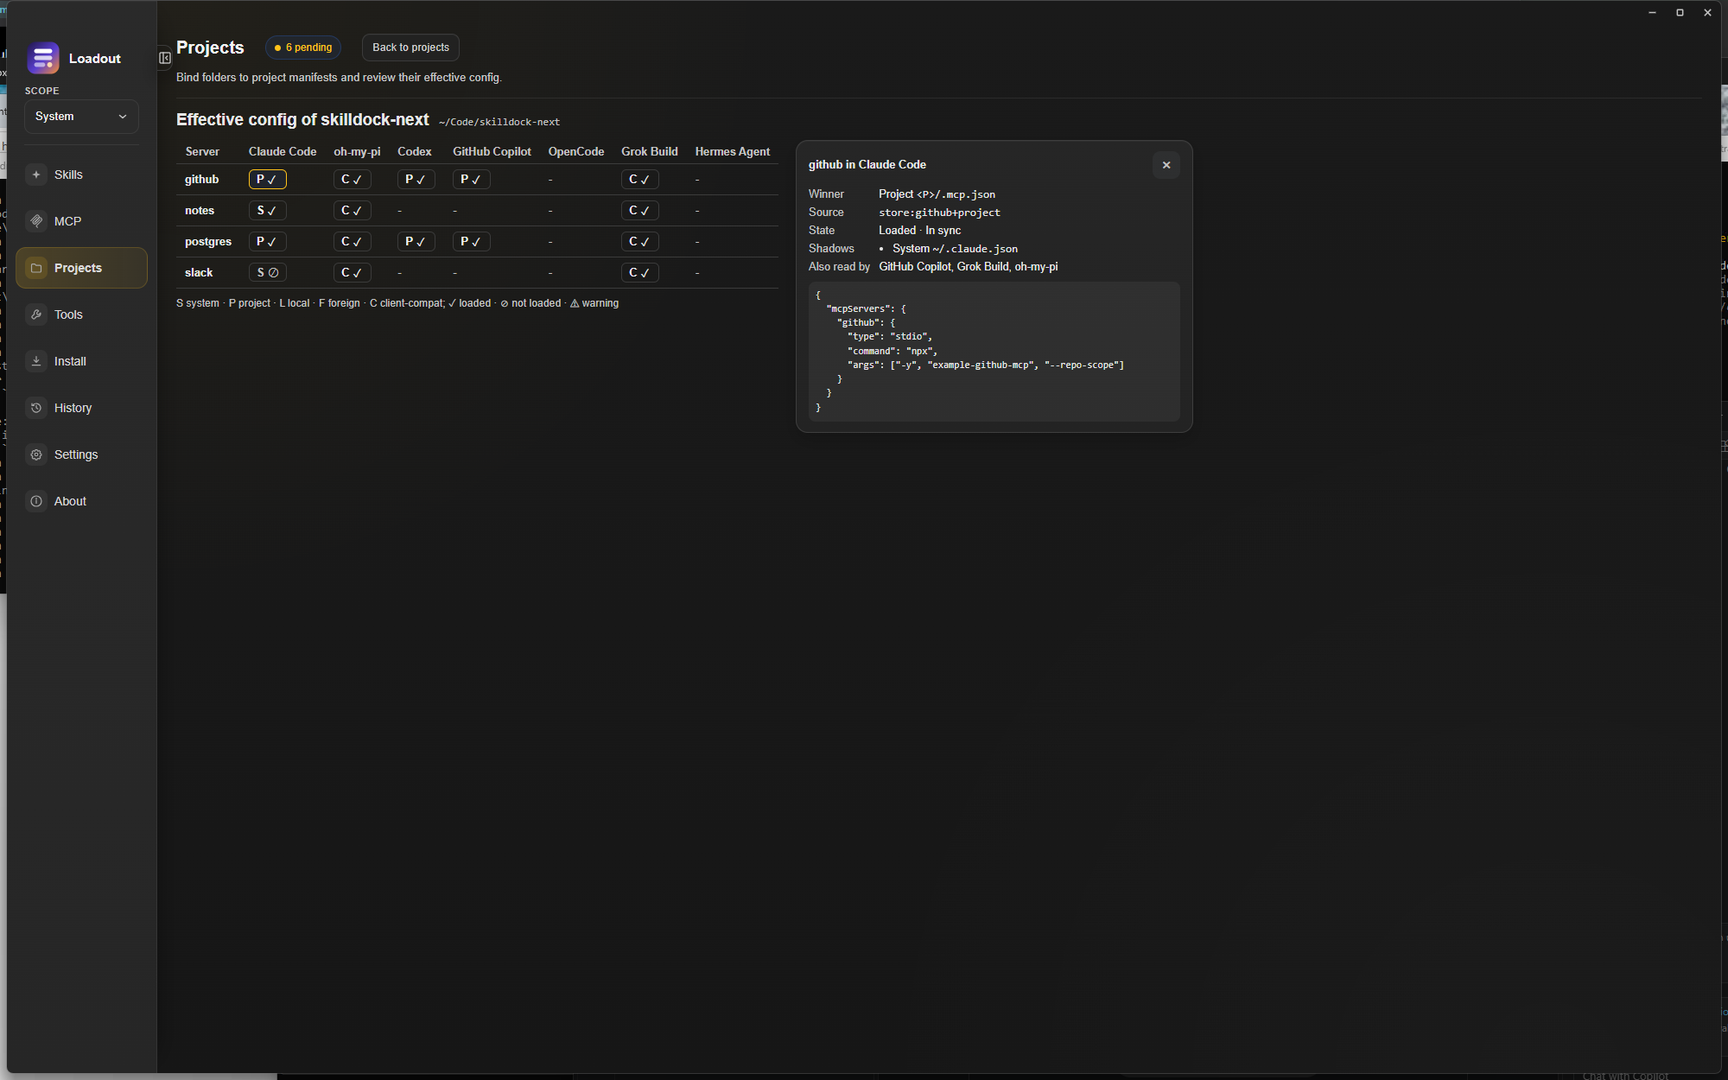 Loadout
SCOPE
System
Skills
MCP
Projects
Tools
Install
History
Settings
About
Projects
6 pending
Back to projects
Bind folders to project manifests and review their effective config.
Effective config of skilldock-next ~/Code/skilldock-next
Server Claude Code oh-my-pi Codex GitHub Copilot OpenCode Grok Build Hermes Agent
github P ✓ C ✓ P ✓ P ✓ - C ✓ -
notes S ✓ C ✓ - - - C ✓ -
postgres P ✓ C ✓ P ✓ P ✓ - C ✓ -
slack S ⊘ C ✓ - - - C ✓ -
S system · P project · L local · F foreign · C client-compat; ✓ loaded · ⊘ not loaded · ⚠ warning
github in Claude Code
Winner Project <P>/.mcp.json
Source store:github+project
State Loaded · In sync
Shadows • System ~/.claude.json
Also read by GitHub Copilot, Grok Build, oh-my-pi
{
"mcpServers": {
"github": {
"type": "stdio",
"command": "npx",
"args": ["-y", "example-github-mcp", "--repo-scope"]
}
}
}
Chat with Copilot